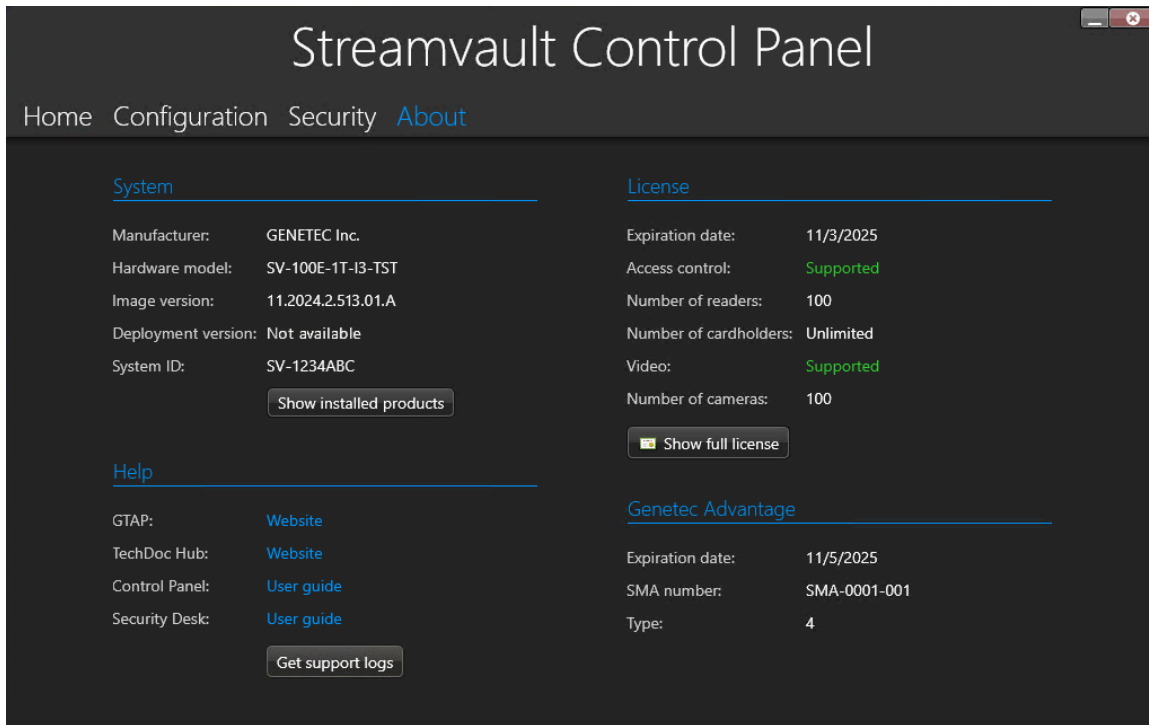 Streamvault Control Panel
Home Configuration Security About
System
Manufacturer: GENETEC Inc.
Hardware model: SV-100E-1T-I3-TST
Image version: 11.2024.2.513.01.A
Deployment version: Not available
System ID: SV-1234ABC
Show installed products
Help
GTAP: Website
TechDoc Hub: Website
Control Panel: User guide
Security Desk: User guide
Get support logs
License
Expiration date: 11/3/2025
Access control: Supported
Number of readers: 100
Number of cardholders: Unlimited
Video: Supported
Number of cameras: 100
Show full license
Genetec Advantage
Expiration date: 11/5/2025
SMA number: SMA-0001-001
Type: 4